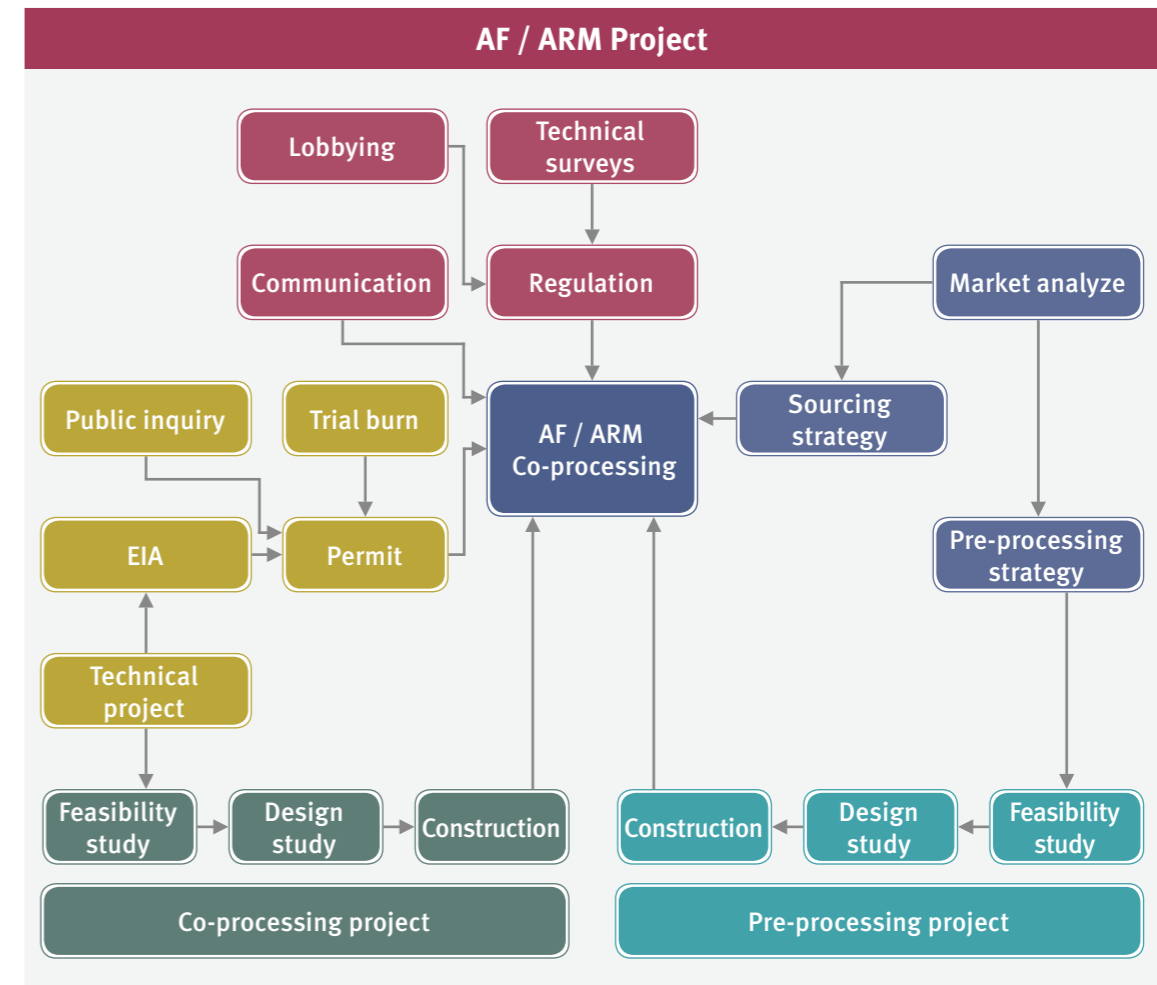 AF / ARM Project
Lobbying
Technical
surveys
Communication
Regulation
Market analyze
Public inquiry
Trial burn
AF / ARM
Co-processing
Sourcing
strategy
EIA
Permit
Pre-processing
strategy
Technical
project
Feasibility
study
Design
study
Construction
Construction
Design
study
Feasibility
study
Co-processing project
Pre-processing project